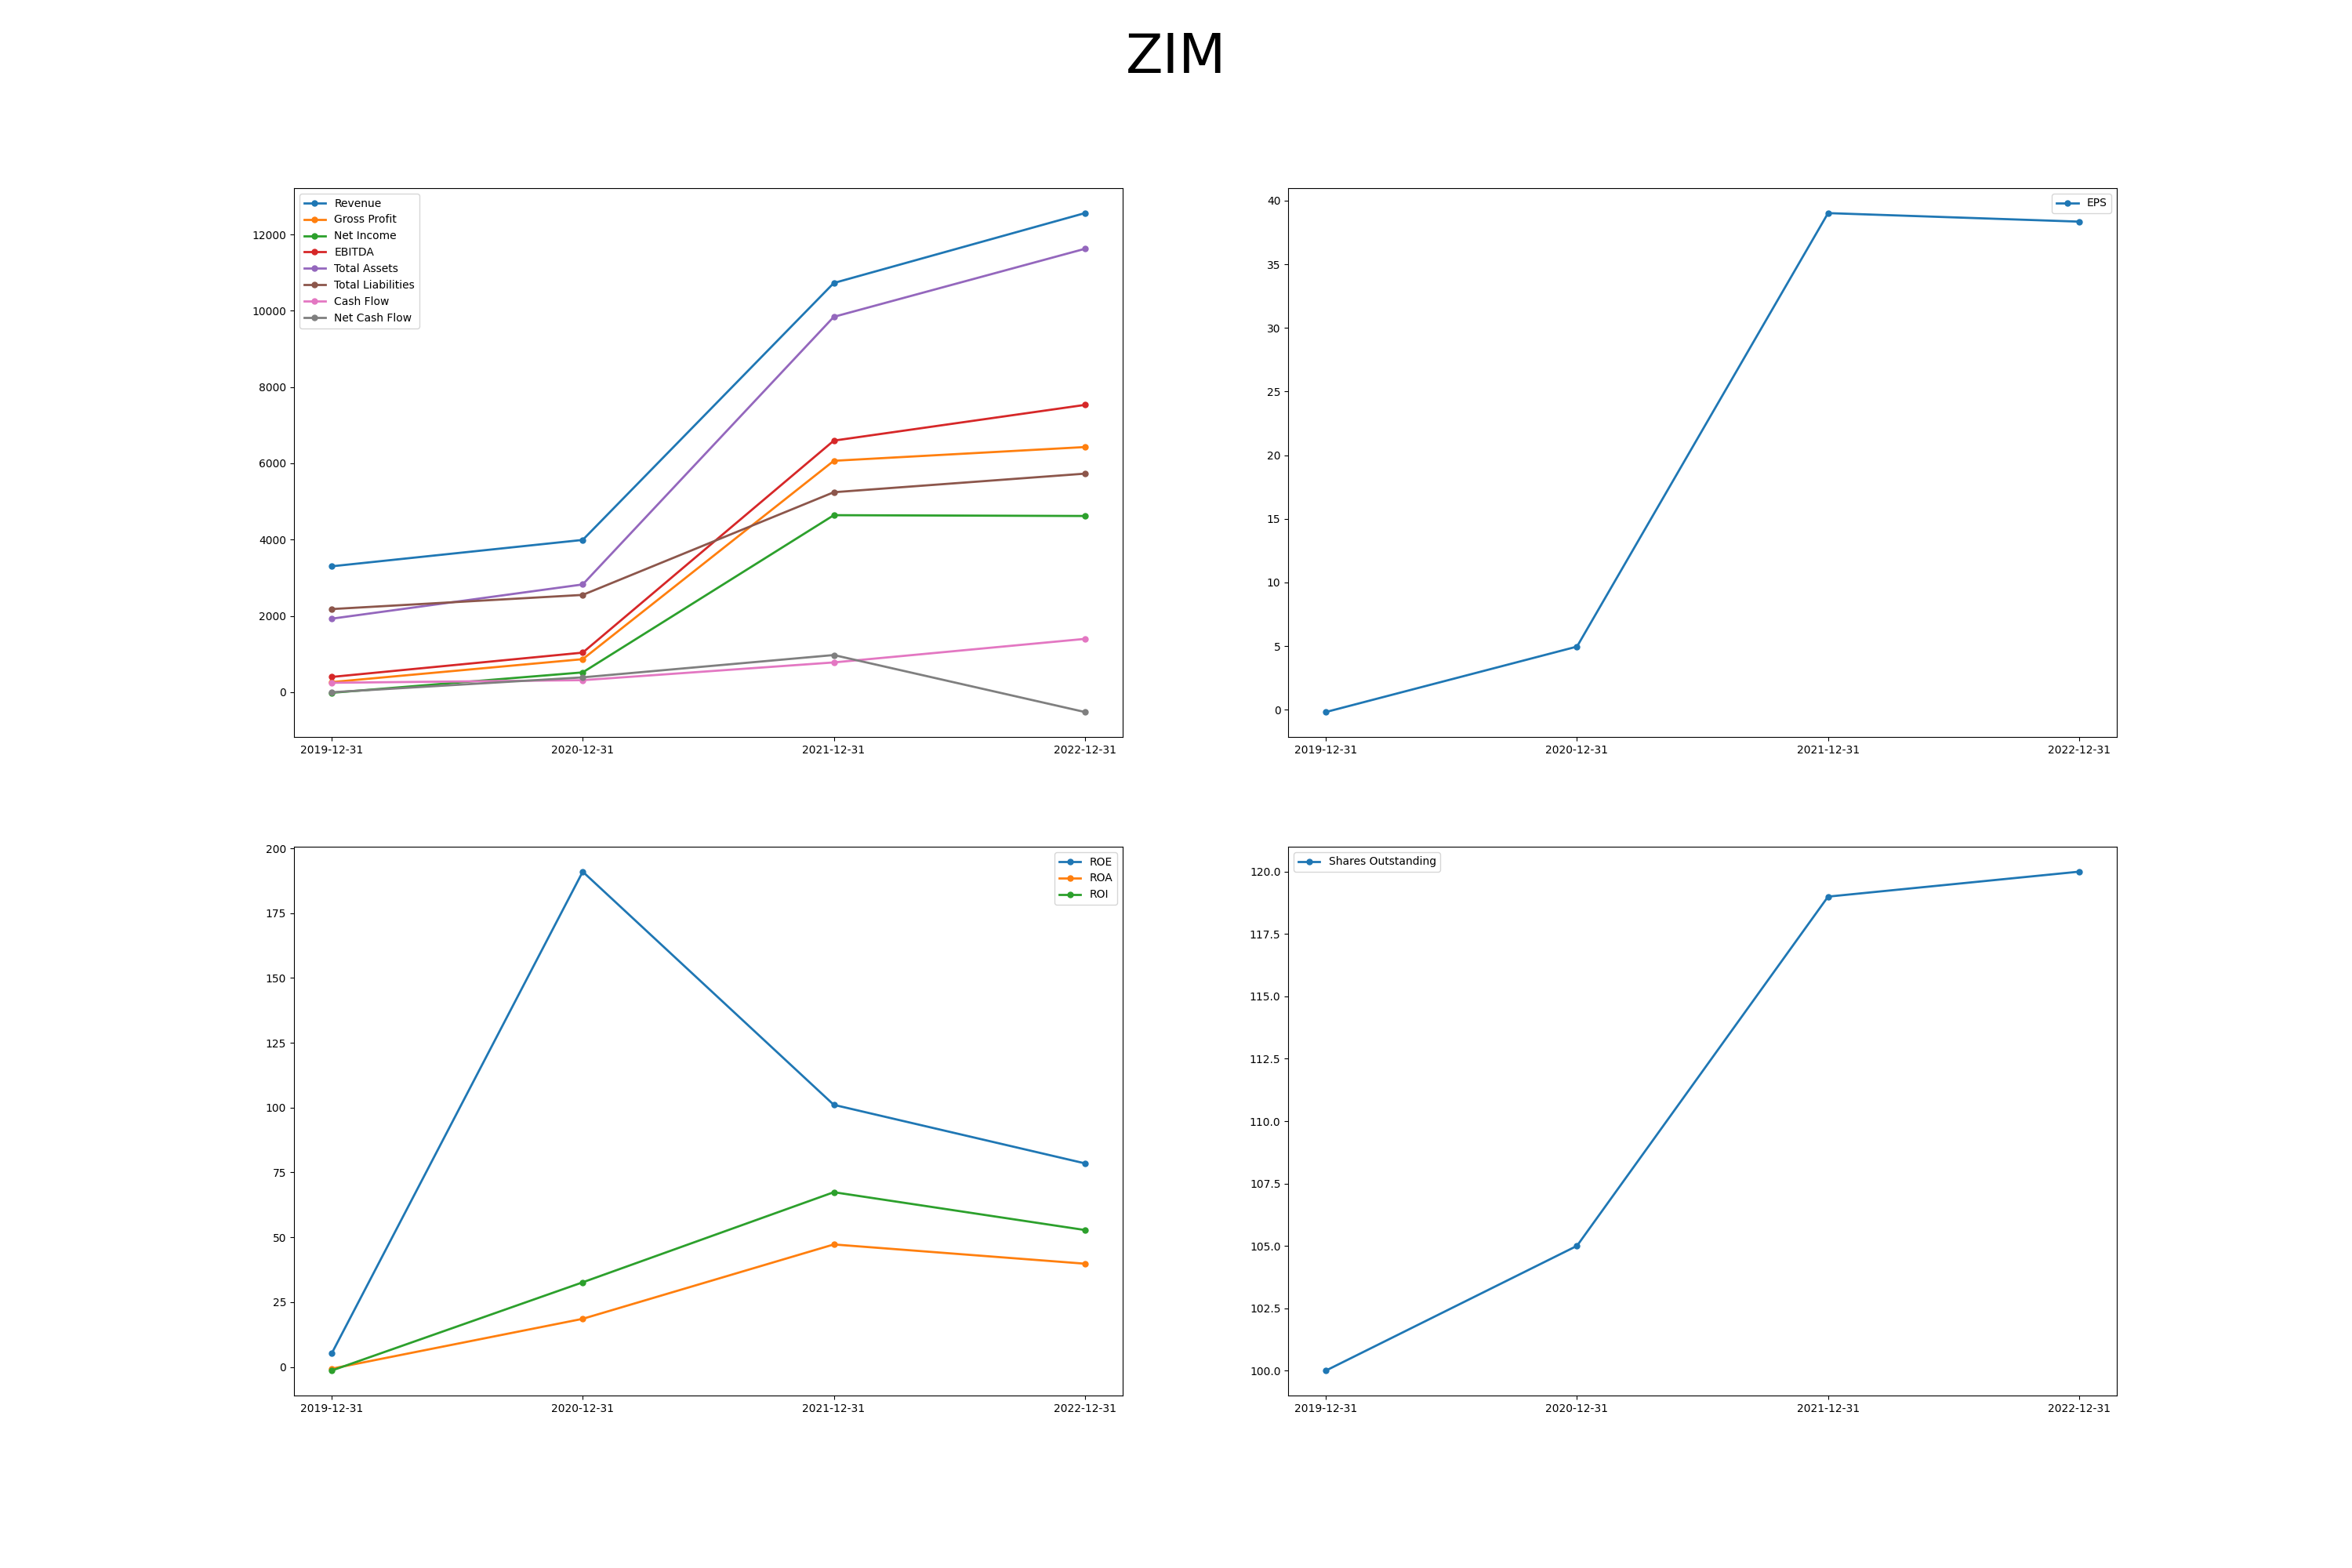 ZIM
Revenue
Gross Profit
Net Income
EBITDA
Total Assets
Total Liabilities
Cash Flow
Net Cash Flow
12000
10000
8000
6000
4000
2000
0
2019-12-31 2020-12-31 2021-12-31 2022-12-31
EPS
40
35
30
25
20
15
10
5
0
2019-12-31 2020-12-31 2021-12-31 2022-12-31
ROE
ROA
ROI
200
175
150
125
100
75
50
25
0
2019-12-31 2020-12-31 2021-12-31 2022-12-31
Shares Outstanding
120.0
117.5
115.0
112.5
110.0
107.5
105.0
102.5
100.0
2019-12-31 2020-12-31 2021-12-31 2022-12-31